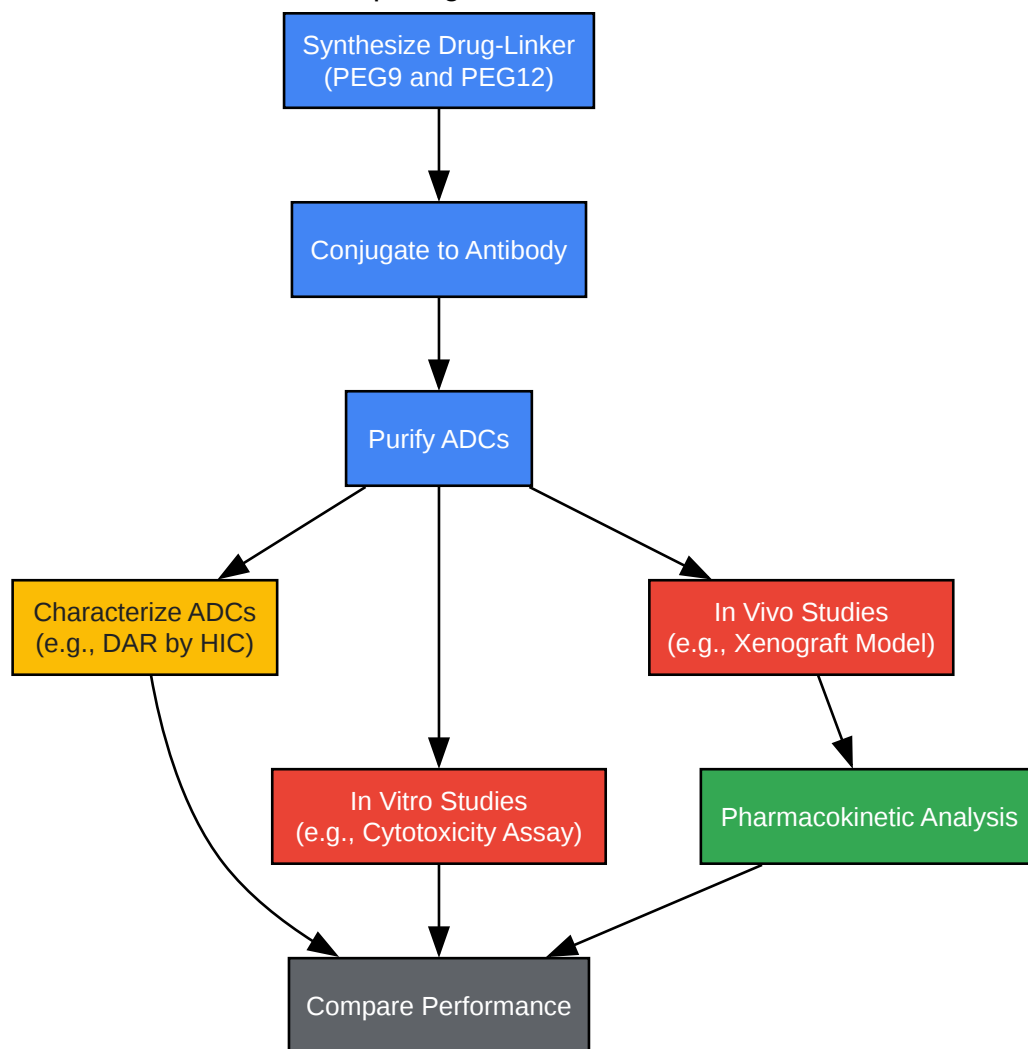 Synthesize Drug-Linker
(PEG9 and PEG12)
Conjugate to Antibody
Purify ADCs
Characterize ADCs
(e.g., DAR by HIC)
In Vivo Studies
(e.g., Xenograft Model)
In Vitro Studies
(e.g., Cytotoxicity Assay)
Pharmacokinetic Analysis
Compare Performance